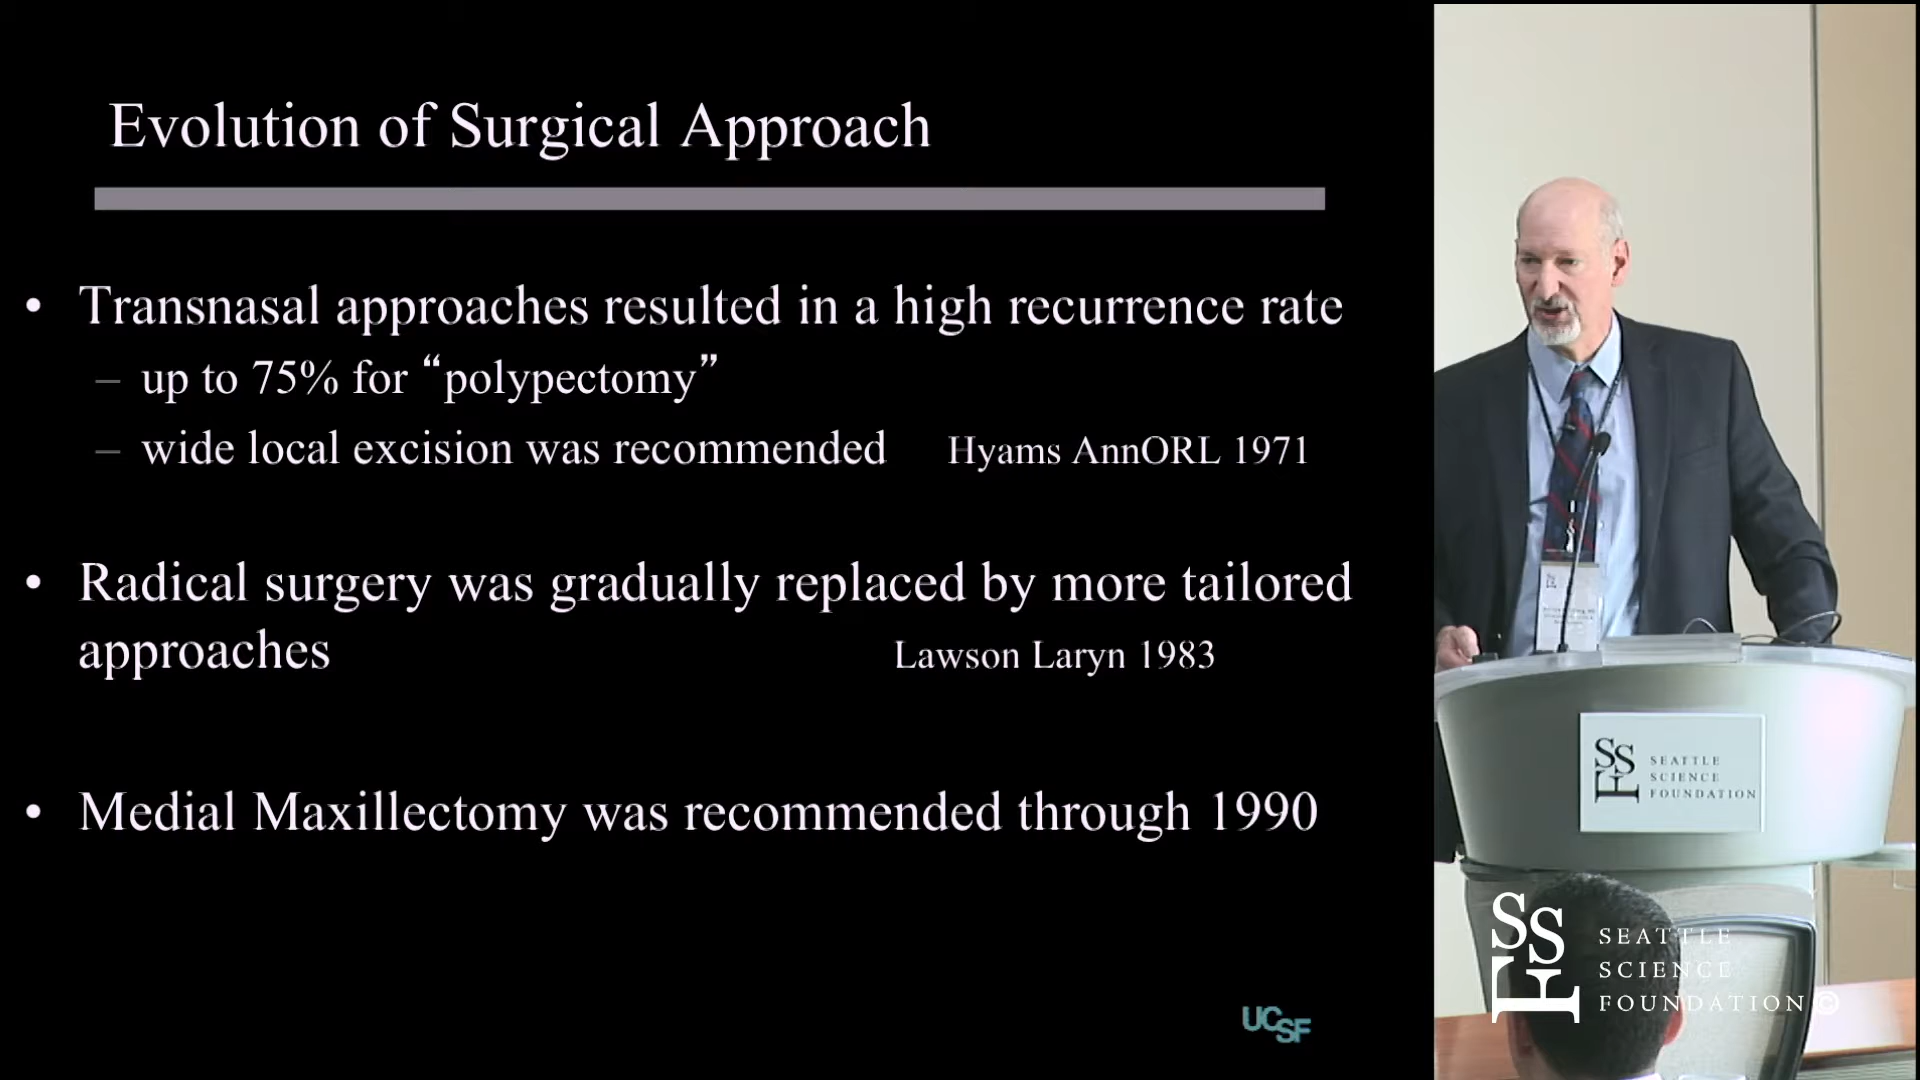 Evolution of Surgical Approach
• Transnasal approaches resulted in a high recurrence rate
– up to 75% for “polypectomy”
– wide local excision was recommended Hyams AnnORL 1971
• Radical surgery was gradually replaced by more tailored
approaches Lawson Laryn 1983
• Medial Maxillectomy was recommended through 1990
UCSF
SSF
SEATTLE
SCIENCE
FOUNDATION
SSF
SEATTLE
SCIENCE
FOUNDATION ©